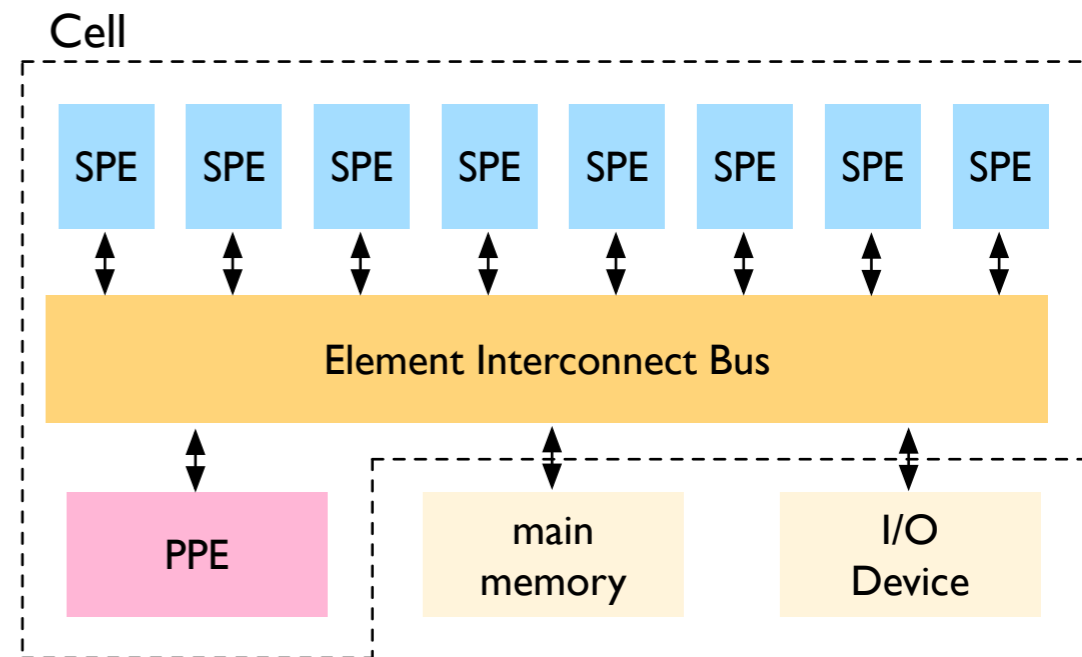 Cell
SPE
SPE
SPE
SPE
SPE
SPE
SPE
SPE
Element Interconnect Bus
PPE
main
memory
I/O
Device